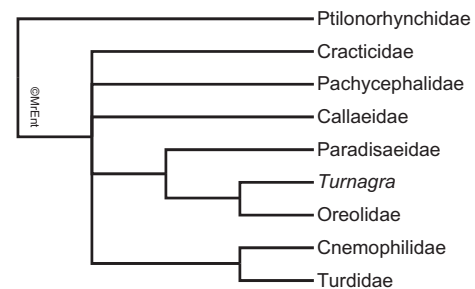 Ptilonorhynchidae
Cracticidae
Pachycephalidae
Callaeidae
Paradisaeidae
Turnagra
Oreolidae
Cnemophilidae
Turdidae
©MrEnt